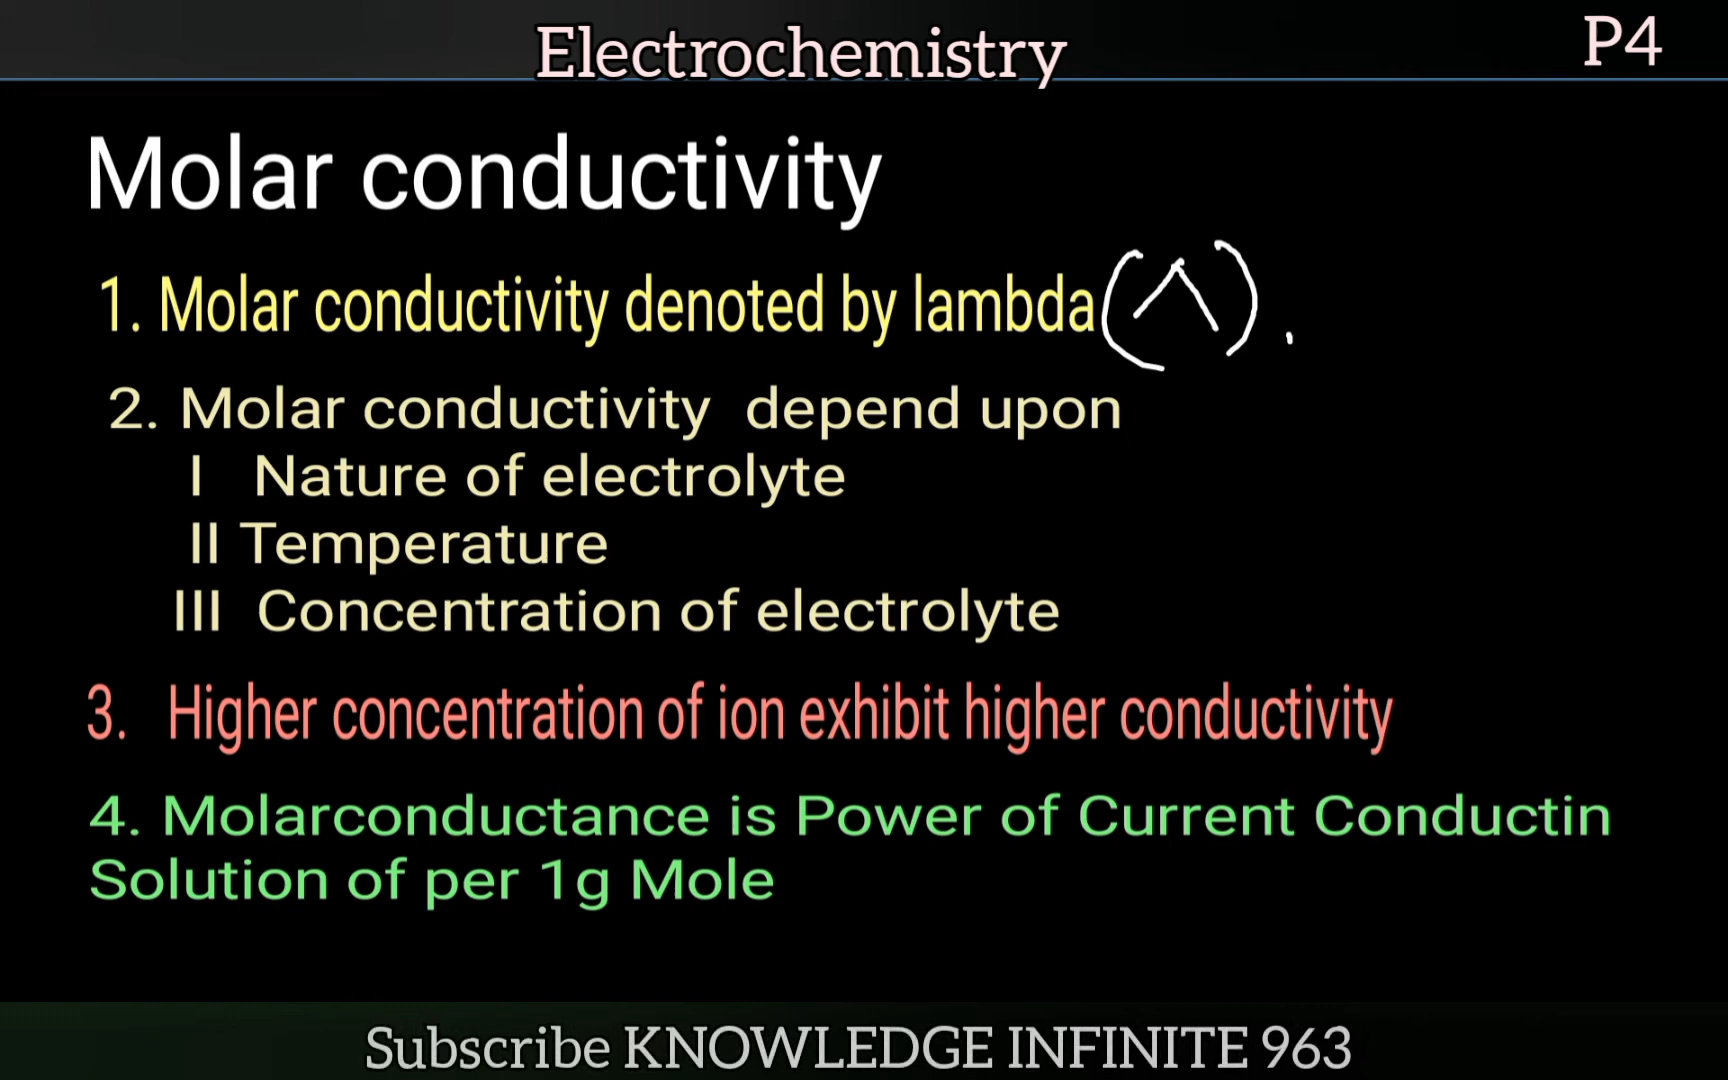 Electrochemistry
P4
Molar conductivity
1. Molar conductivity denoted by lambda(Λ).
2. Molar conductivity depend upon
I Nature of electrolyte
II Temperature
III Concentration of electrolyte
3. Higher concentration of ion exhibit higher conductivity
4. Molarconductance is Power of Current Conductin
Solution of per 1g Mole
Subscribe KNOWLEDGE INFINITE 963